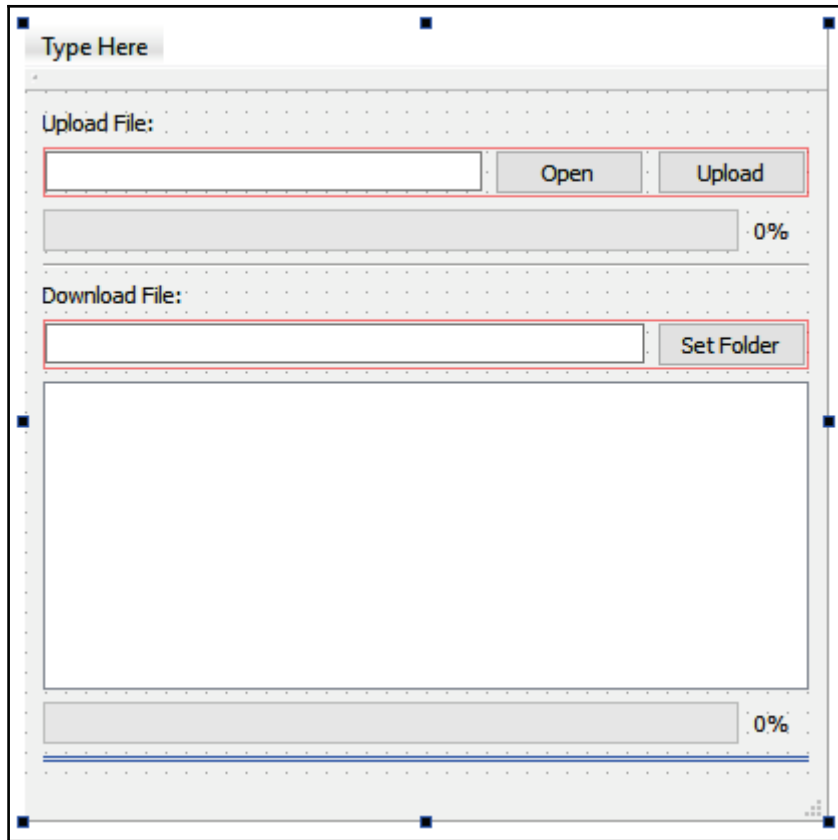 Type Here
Upload File:
Open Upload
0%
Download File:
Set Folder
0%